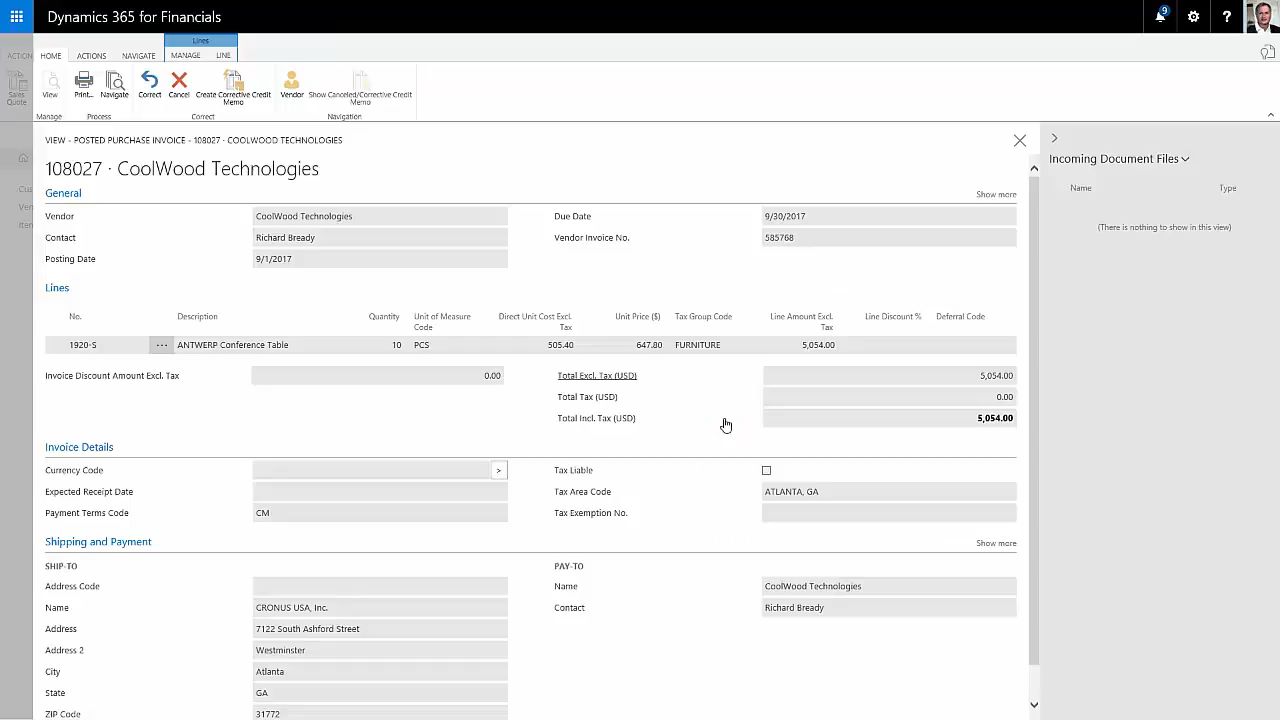 Dynamics 365 for Financials
9
?
Lines
ACTION HOME ACTIONS NAVIGATE MANAGE LINE
Sales Quote
View Print... Navigate Correct Cancel Create Corrective Credit Memo Vendor Show Canceled/Corrective Credit Memo
Manage Process Correct Navigation
Cus
Ven
Iten
VIEW - POSTED PURCHASE INVOICE - 108027 · COOLWOOD TECHNOLOGIES
108027 · CoolWood Technologies
General Show more
Vendor CoolWood Technologies Due Date 9/30/2017
Contact Richard Bready Vendor Invoice No. 585768
Posting Date 9/1/2017
Lines
No. Description Quantity Unit of Measure Code Direct Unit Cost Excl. Tax Unit Price ($) Tax Group Code Line Amount Excl. Tax Line Discount % Deferral Code
1920-S ... ANTWERP Conference Table 10 PCS 505.40 647.80 FURNITURE 5,054.00
Invoice Discount Amount Excl. Tax 0.00 Total Excl. Tax (USD) 5,054.00
Total Tax (USD) 0.00
Total Incl. Tax (USD) 5,054.00
Invoice Details
Currency Code > Tax Liable
Expected Receipt Date Tax Area Code ATLANTA, GA
Payment Terms Code CM Tax Exemption No.
Shipping and Payment Show more
SHIP-TO PAY-TO
Address Code Name CoolWood Technologies
Name CRONUS USA, Inc. Contact Richard Bready
Address 7122 South Ashford Street
Address 2 Westminster
City Atlanta
State GA
ZIP Code 31772
Incoming Document Files
Name Type
(There is nothing to show in this view)